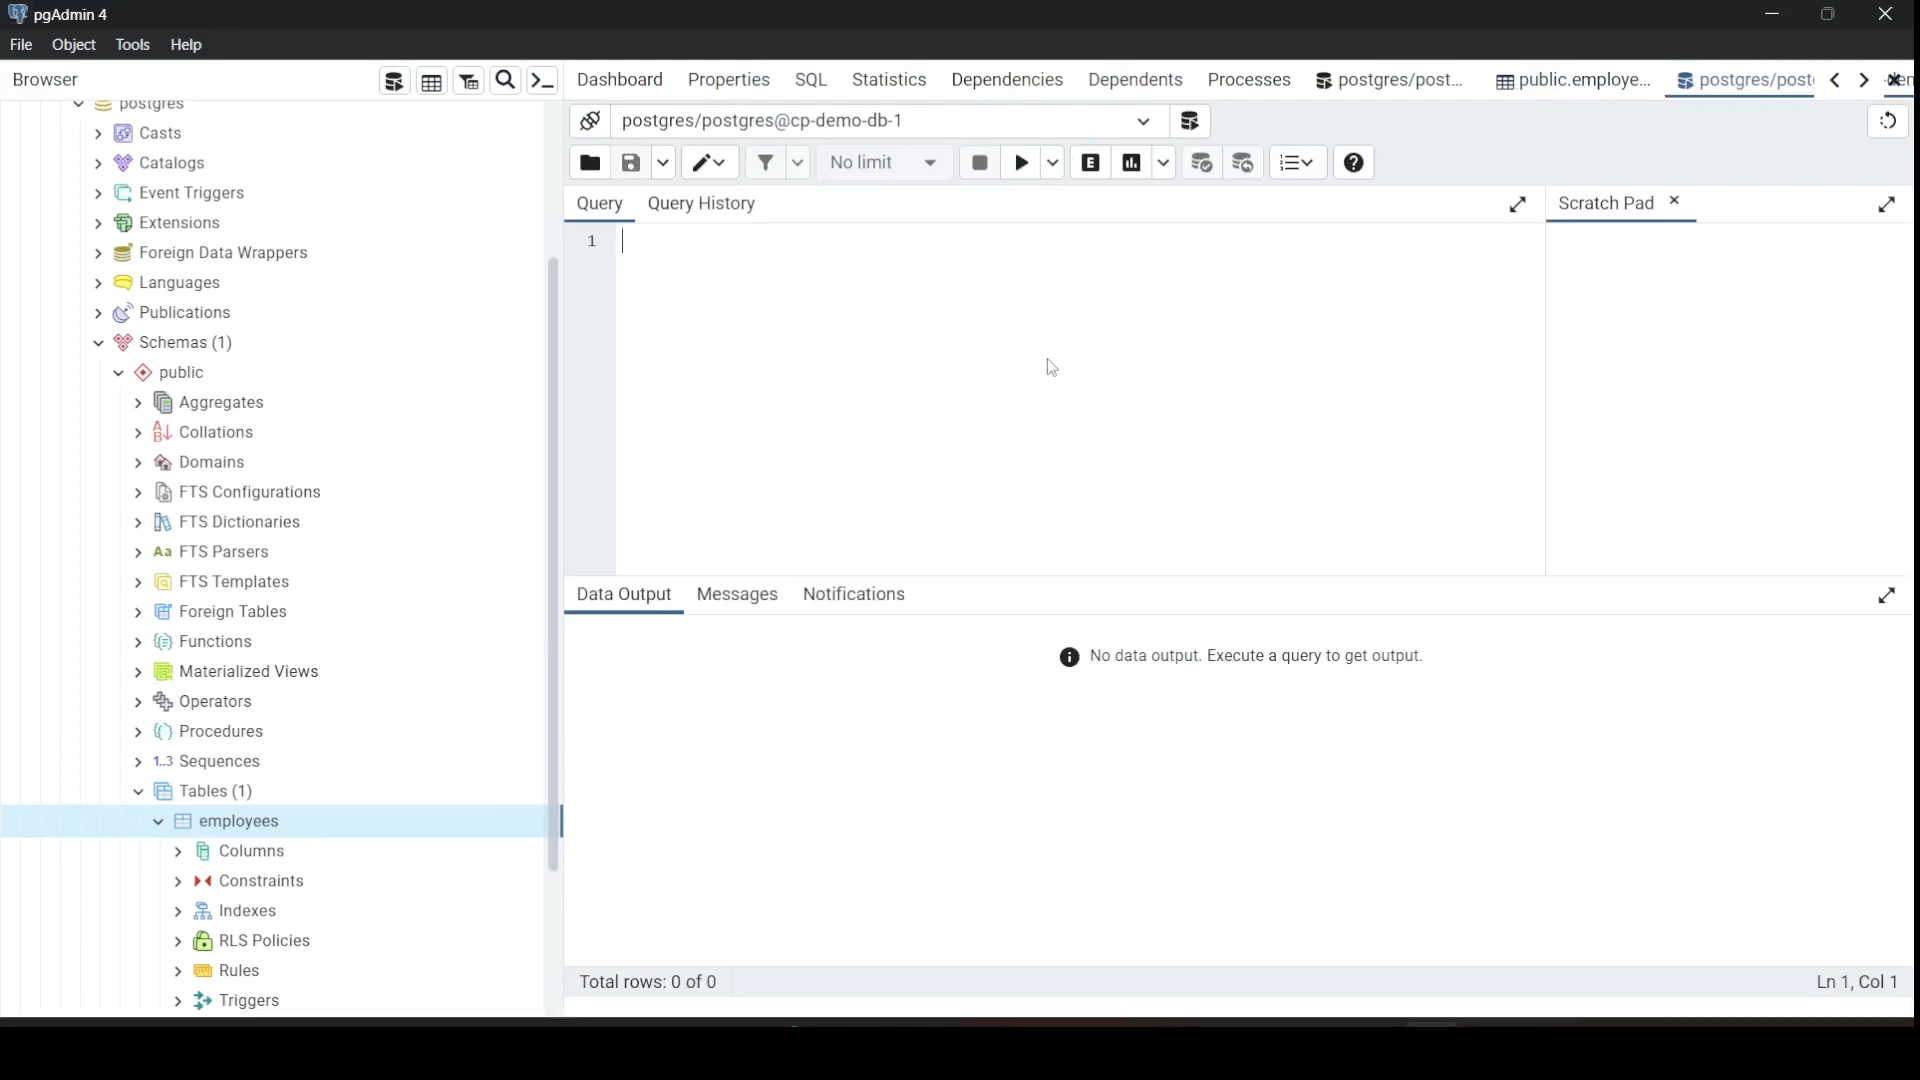 pgAdmin 4
File Object Tools Help
Browser
Dashboard Properties SQL Statistics Dependencies Dependents Processes postgres/post... public.employe... postgres/post
postgres
postgres/postgres@cp-demo-db-1
Casts
Catalogs
No limit
E
Event Triggers
Query Query History
Scratch Pad
Extensions
1
Foreign Data Wrappers
Languages
Publications
Schemas (1)
public
Aggregates
Collations
Domains
FTS Configurations
FTS Dictionaries
Aa FTS Parsers
FTS Templates
Data Output Messages Notifications
Foreign Tables
Functions
No data output. Execute a query to get output.
Materialized Views
Operators
Procedures
1..3 Sequences
Tables (1)
employees
Columns
Constraints
Indexes
RLS Policies
Rules
Total rows: 0 of 0
Ln 1, Col 1
Triggers